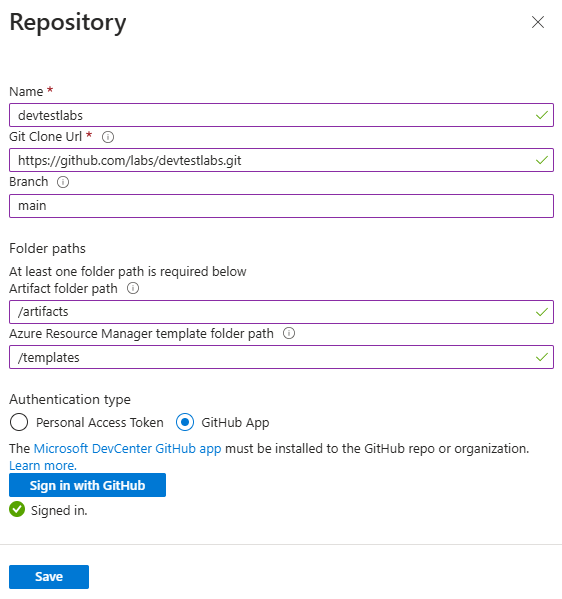 Repository
Name *
devtestlabs
Git Clone Url *
https://github.com/labs/devtestlabs.git
Branch
main
Folder paths
At least one folder path is required below
Artifact folder path
/artifacts
Azure Resource Manager template folder path
/templates
Authentication type
Personal Access Token GitHub App
The Microsoft DevCenter GitHub app must be installed to the GitHub repo or organization.
Learn more.
Sign in with GitHub
Signed in.
Save